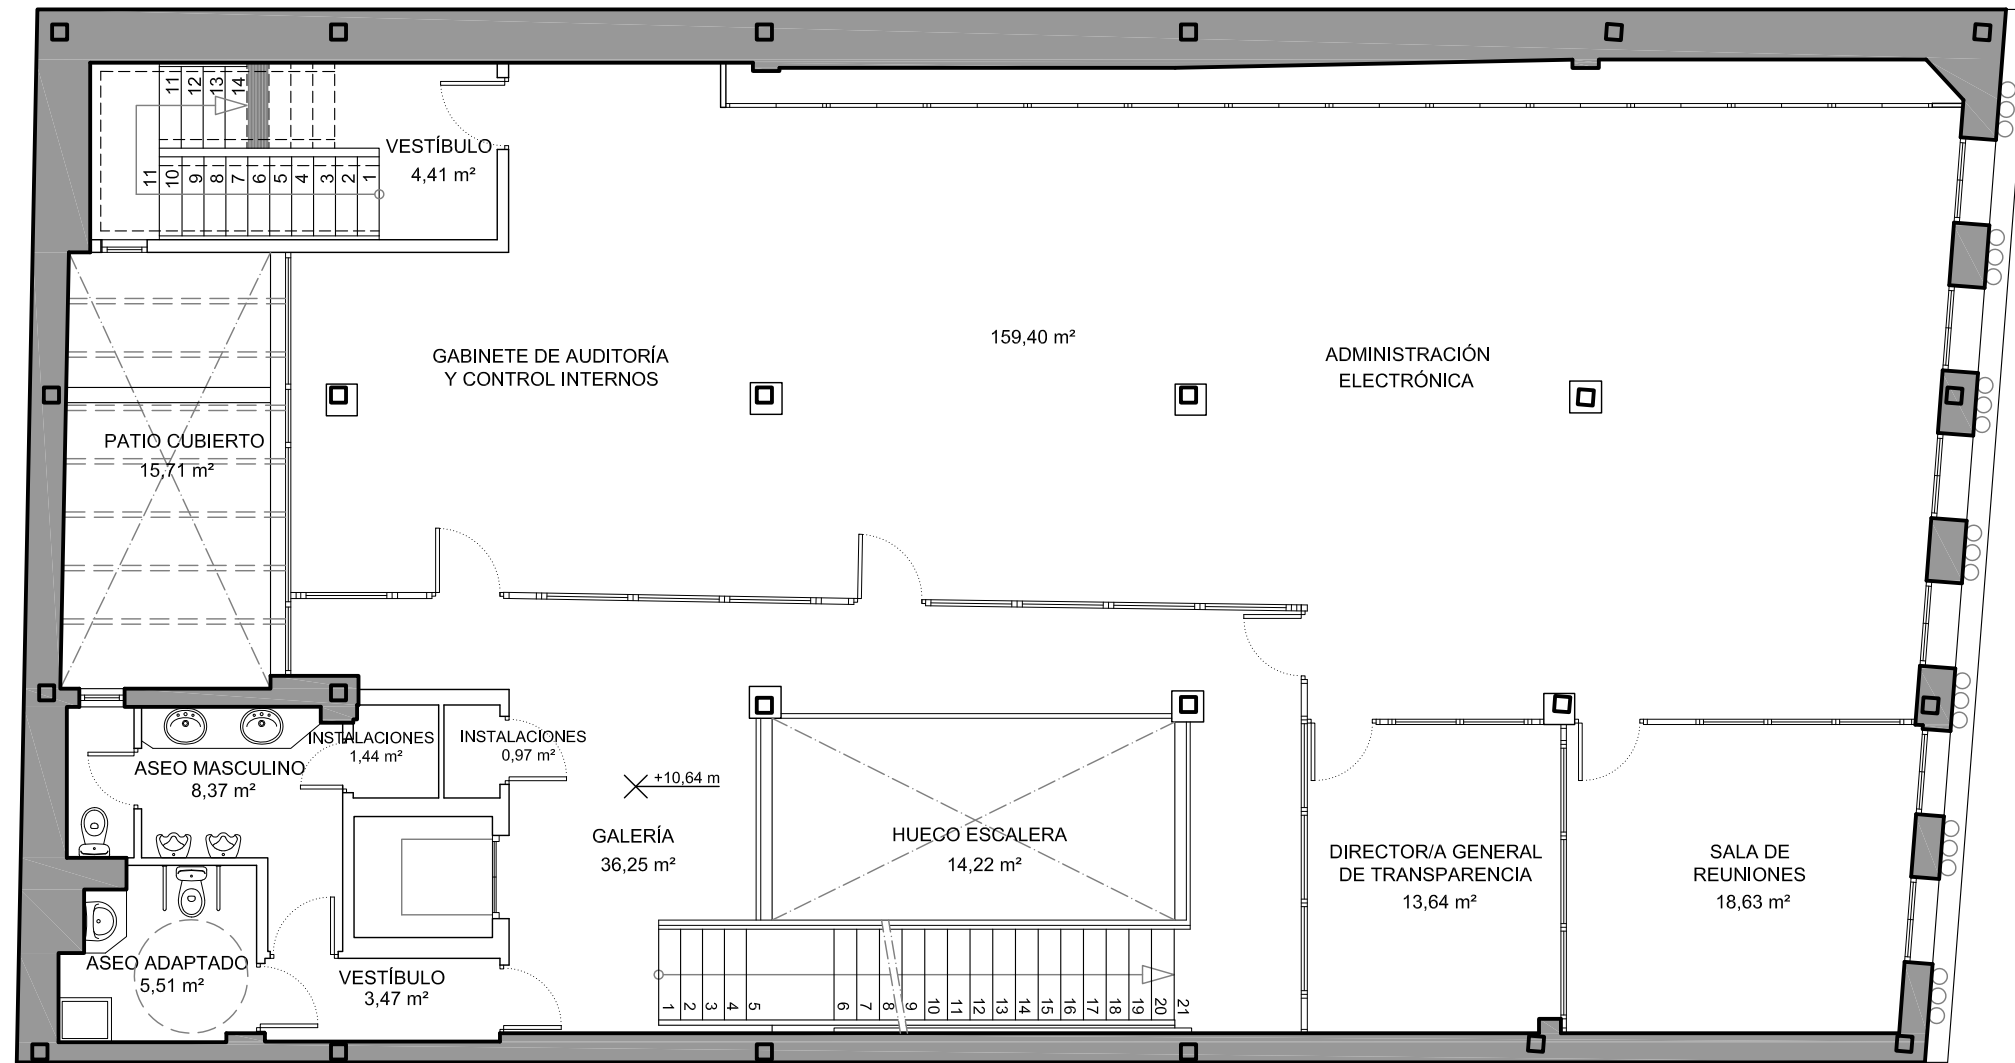 11
12
13
14
VESTÍBULO
4,41 m²
11
10
9
8
7
6
5
4
3
2
1
159,40 m²
GABINETE DE AUDITORÍA
Y CONTROL INTERNOS
ADMINISTRACIÓN
ELECTRÓNICA
PATIO CUBIERTO
15,71 m²
INSTALACIONES
1,44 m²
INSTALACIONES
0,97 m²
ASEO MASCULINO
8,37 m²
+10,64 m
GALERÍA
36,25 m²
HUECO ESCALERA
14,22 m²
DIRECTOR/A GENERAL
DE TRANSPARENCIA
13,64 m²
SALA DE
REUNIONES
18,63 m²
ASEO ADAPTADO
5,51 m²
VESTÍBULO
3,47 m²
1
2
3
4
5
6
7
8
9
10
11
12
13
14
15
16
17
18
19
20
21